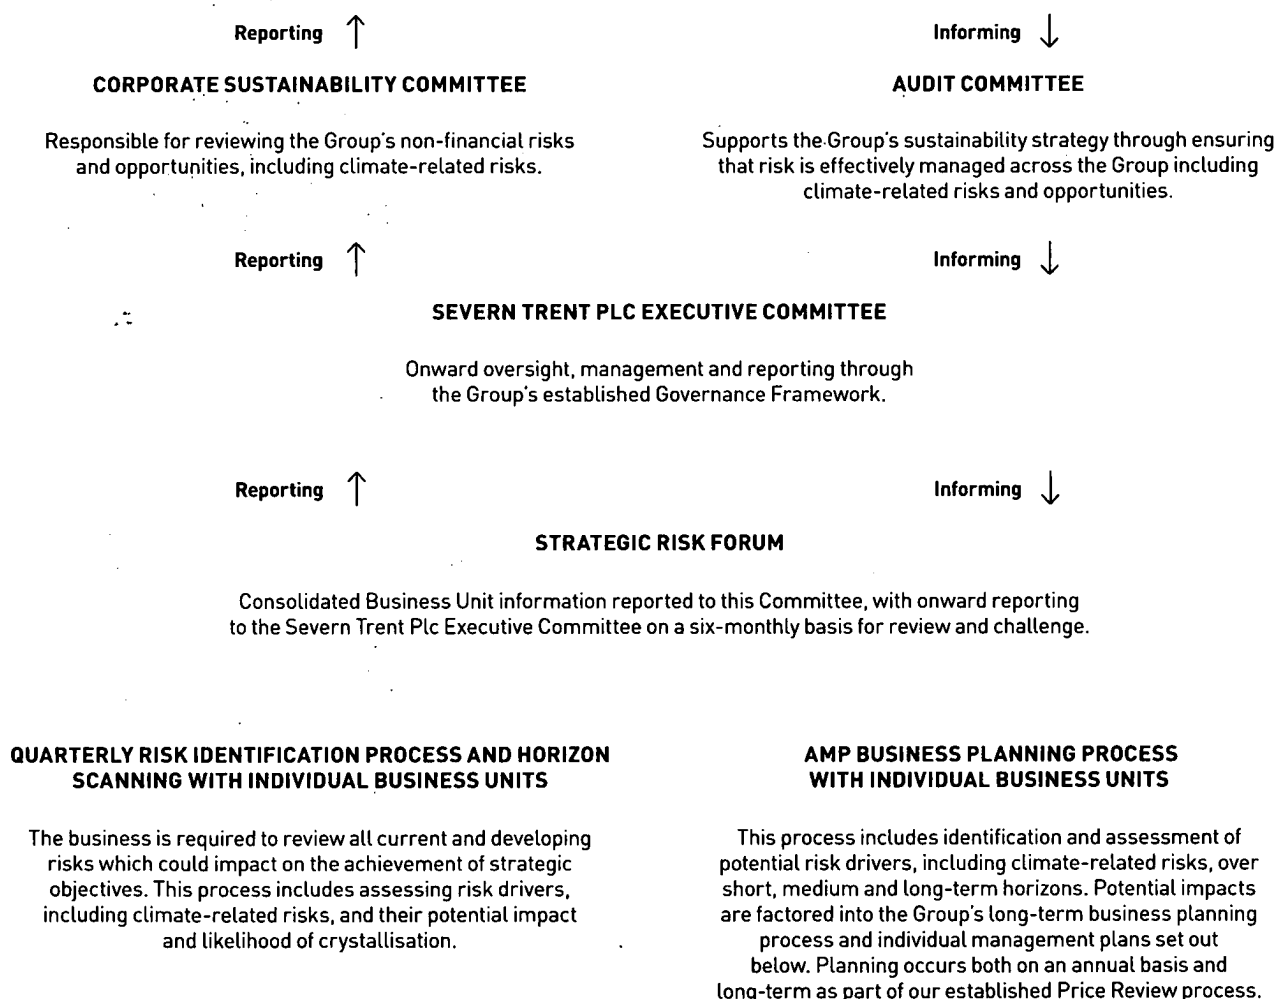 Reporting ↑
Informing ↓
CORPORATE SUSTAINABILITY COMMITTEE
Responsible for reviewing the Group's non-financial risks
and opportunities, including climate-related risks.
AUDIT COMMITTEE
Supports the Group's sustainability strategy through ensuring
that risk is effectively managed across the Group including
climate-related risks and opportunities.
Reporting ↑
Informing ↓
SEVERN TRENT PLC EXECUTIVE COMMITTEE
Onward oversight, management and reporting through
the Group's established Governance Framework.
Reporting ↑
Informing ↓
STRATEGIC RISK FORUM
Consolidated Business Unit information reported to this Committee, with onward reporting
to the Severn Trent Plc Executive Committee on a six-monthly basis for review and challenge.
QUARTERLY RISK IDENTIFICATION PROCESS AND HORIZON
SCANNING WITH INDIVIDUAL BUSINESS UNITS
The business is required to review all current and developing
risks which could impact on the achievement of strategic
objectives. This process includes assessing risk drivers,
including climate-related risks, and their potential impact
and likelihood of crystallisation.
AMP BUSINESS PLANNING PROCESS
WITH INDIVIDUAL BUSINESS UNITS
This process includes identification and assessment of
potential risk drivers, including climate-related risks, over
short, medium and long-term horizons. Potential impacts
are factored into the Group's long-term business planning
process and individual management plans set out
below. Planning occurs both on an annual basis and
long-term as part of our established Price Review process.